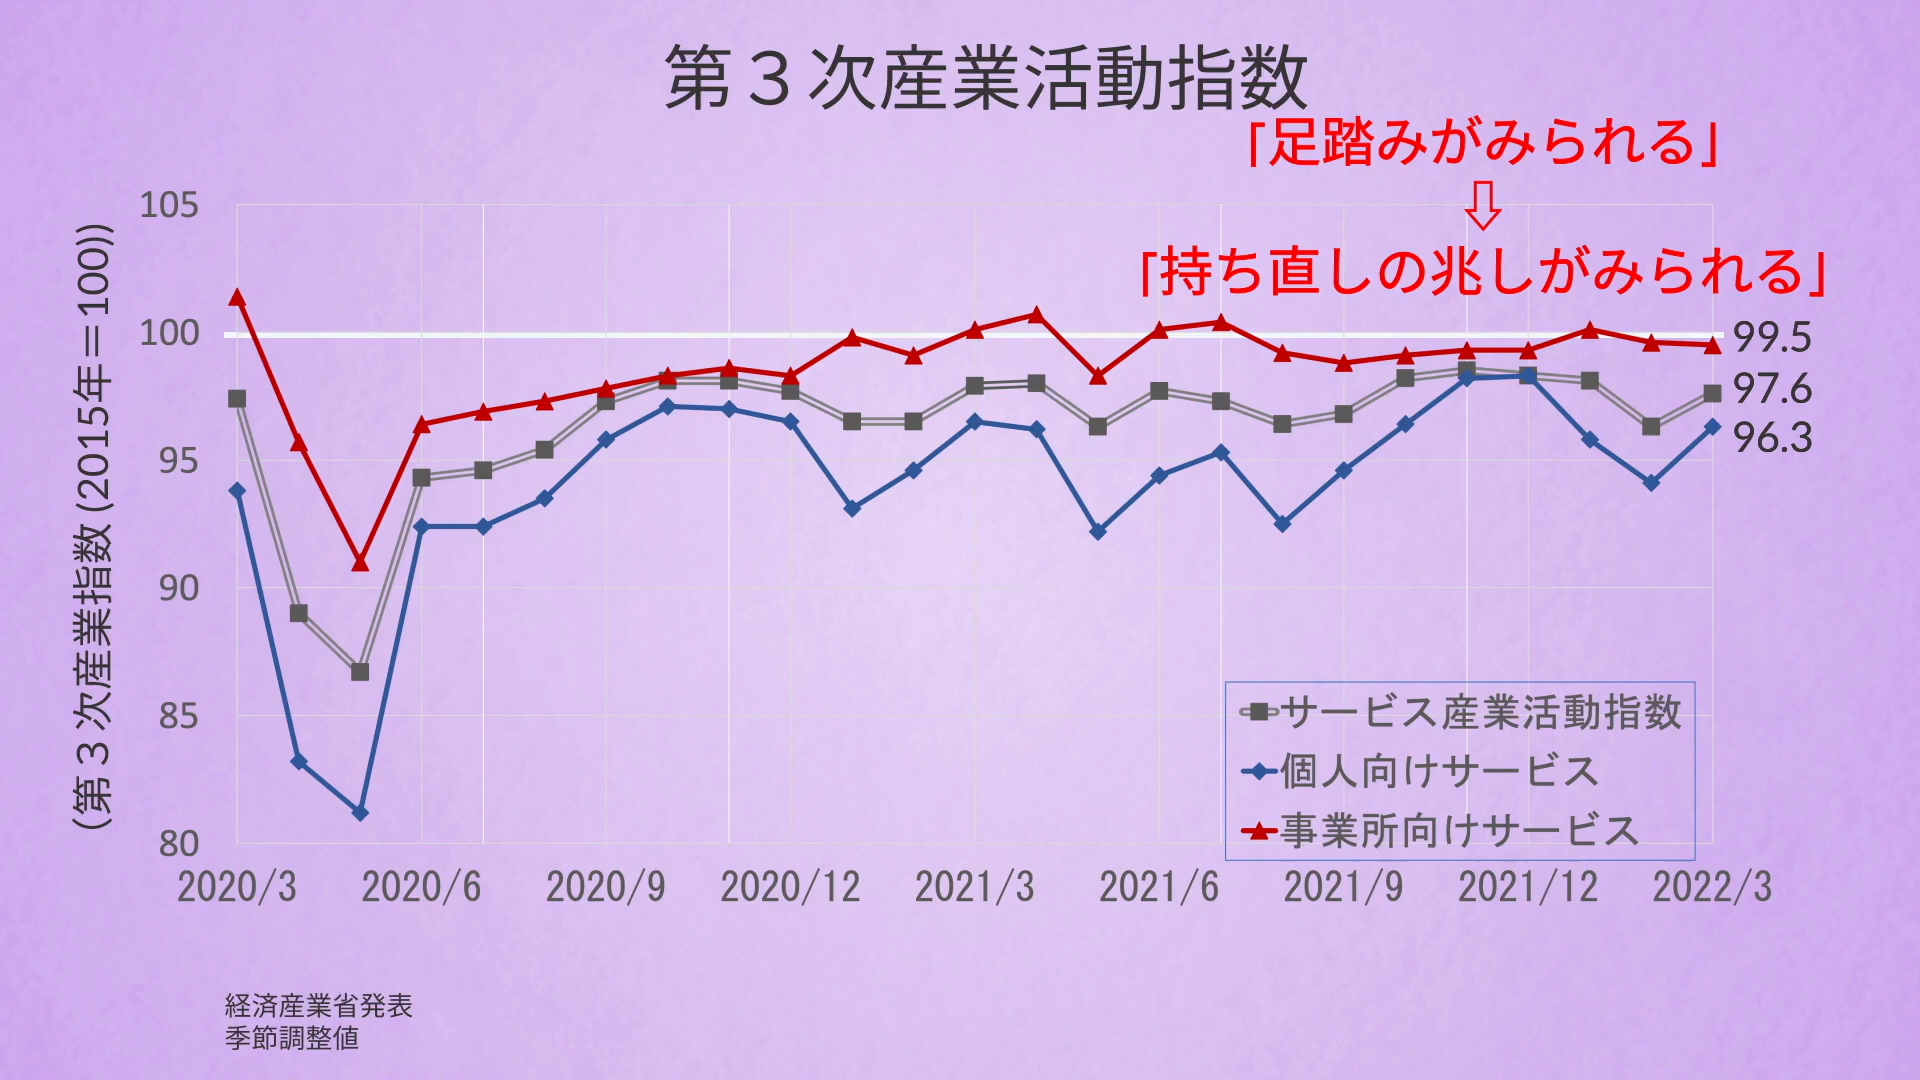 第３次産業活動指数
「足踏みがみられる」
「持ち直しの兆しがみられる」
(第３次産業指数(2015年＝100))
105
100
95
90
85
80
99.5
97.6
96.3
サービス産業活動指数
個人向けサービス
事業所向けサービス
2020/3 2020/6 2020/9 2020/12 2021/3 2021/6 2021/9 2021/12 2022/3
経済産業省発表
季節調整値